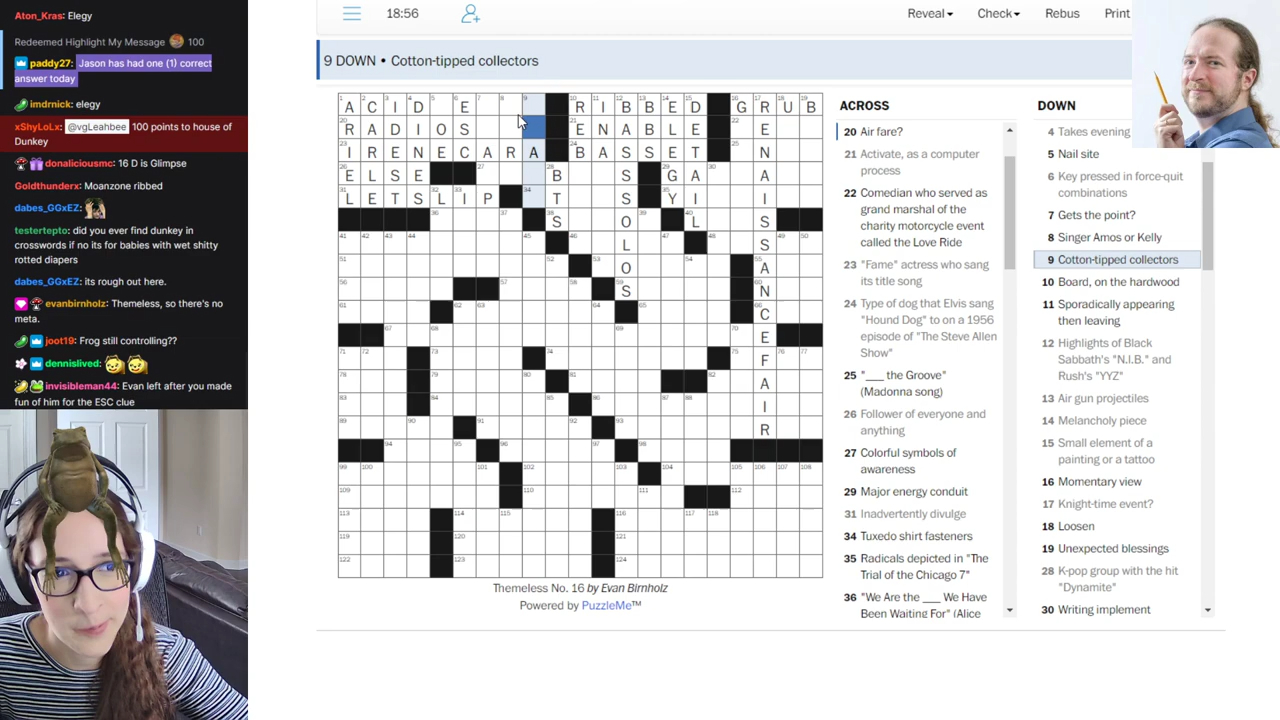 Aton_Kras: Elegy
Redeemed Highlight My Message 100
paddy27: Jason has had one (1) correct
answer today
imdrnick: elegy
xShyLoLx: @vgLeahbee 100 points to house of
Dunkey
donaliciousmc: 16 D is Glimpse
Goldthunderx: Moanzone ribbed
dabes_GGxEZ:
testertepto: did you ever find dunkey in
crosswords if no its for babies with wet shitty
rotted diapers
dabes_GGxEZ: its rough out here.
evanbirnholz: Themeless, so there's no
meta.
joot19: Frog still controlling??
dennislived:
invisibleman44: Evan left after you made
fun of him for the ESC clue
18:56
Reveal Check Rebus Print
9 DOWN • Cotton-tipped collectors
A C I D E R I B B E D G R U B
R A D I O S E N A B L E E
I R E N E C A R A B A S S E T N
E L S E B S G A A
L E T S L I P T S Y I I
S O L S
L S
O A
S N
C
E
F
A
I
R
Themeless No. 16 by Evan Birnholz
Powered by PuzzleMe™
ACROSS
20 Air fare?
21 Activate, as a computer
process
22 Comedian who served as
grand marshal of the
charity motorcycle event
called the Love Ride
23 "Fame" actress who sang
its title song
24 Type of dog that Elvis sang
"Hound Dog" to on a 1956
episode of "The Steve Allen
Show"
25 "___ the Groove"
(Madonna song)
26 Follower of everyone and
anything
27 Colorful symbols of
awareness
29 Major energy conduit
31 Inadvertently divulge
34 Tuxedo shirt fasteners
35 Radicals depicted in "The
Trial of the Chicago 7"
36 "We Are the ___ We Have
Been Waiting For" (Alice
DOWN
4 Takes evening
5 Nail site
6 Key pressed in force-quit
combinations
7 Gets the point?
8 Singer Amos or Kelly
9 Cotton-tipped collectors
10 Board, on the hardwood
11 Sporadically appearing
then leaving
12 Highlights of Black
Sabbath's "N.I.B." and
Rush's "YYZ"
13 Air gun projectiles
14 Melancholy piece
15 Small element of a
painting or a tattoo
16 Momentary view
17 Knight-time event?
18 Loosen
19 Unexpected blessings
28 K-pop group with the hit
"Dynamite"
30 Writing implement